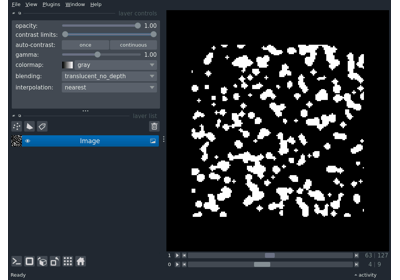 File View Plugins Window Help
layer controls
opacity: 1.00
contrast limits:
auto-contrast: once continuous
gamma: 1.00
colormap: gray
blending: translucent_no_depth
interpolation: nearest
layer list
Image
1 63 127
0 4 9
Ready activity